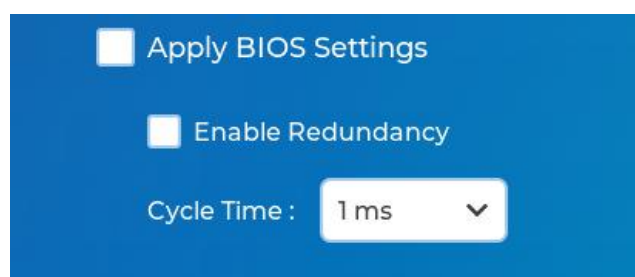 Apply BIOS Settings
Enable Redundancy
Cycle Time : 1 ms